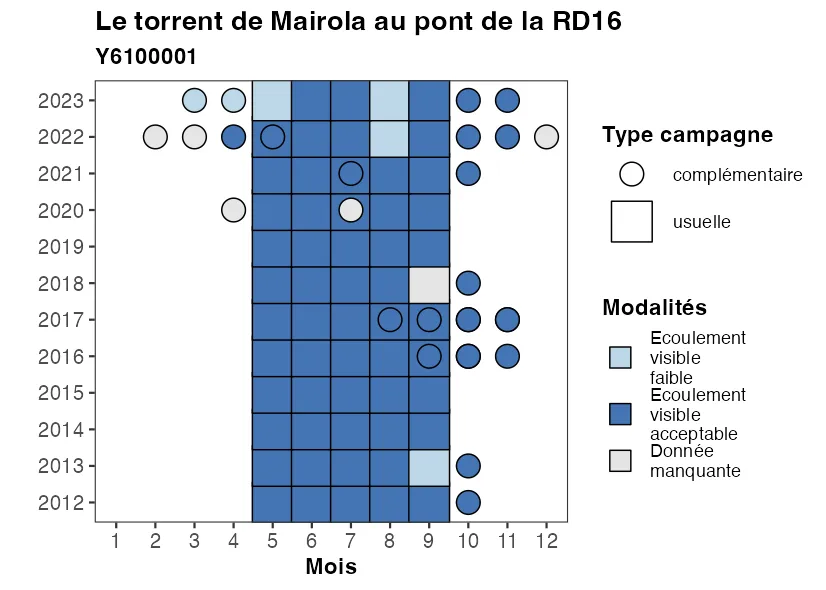 Le torrent de Mairola au pont de la RD16
Y6100001
2023
2022
2021
2020
2019
2018
2017
2016
2015
2014
2013
2012
1 2 3 4 5 6 7 8 9 10 11 12
Mois
Type campagne
complémentaire
usuelle
Modalités
Ecoulement
visible
faible
Ecoulement
visible
acceptable
Donnée
manquante